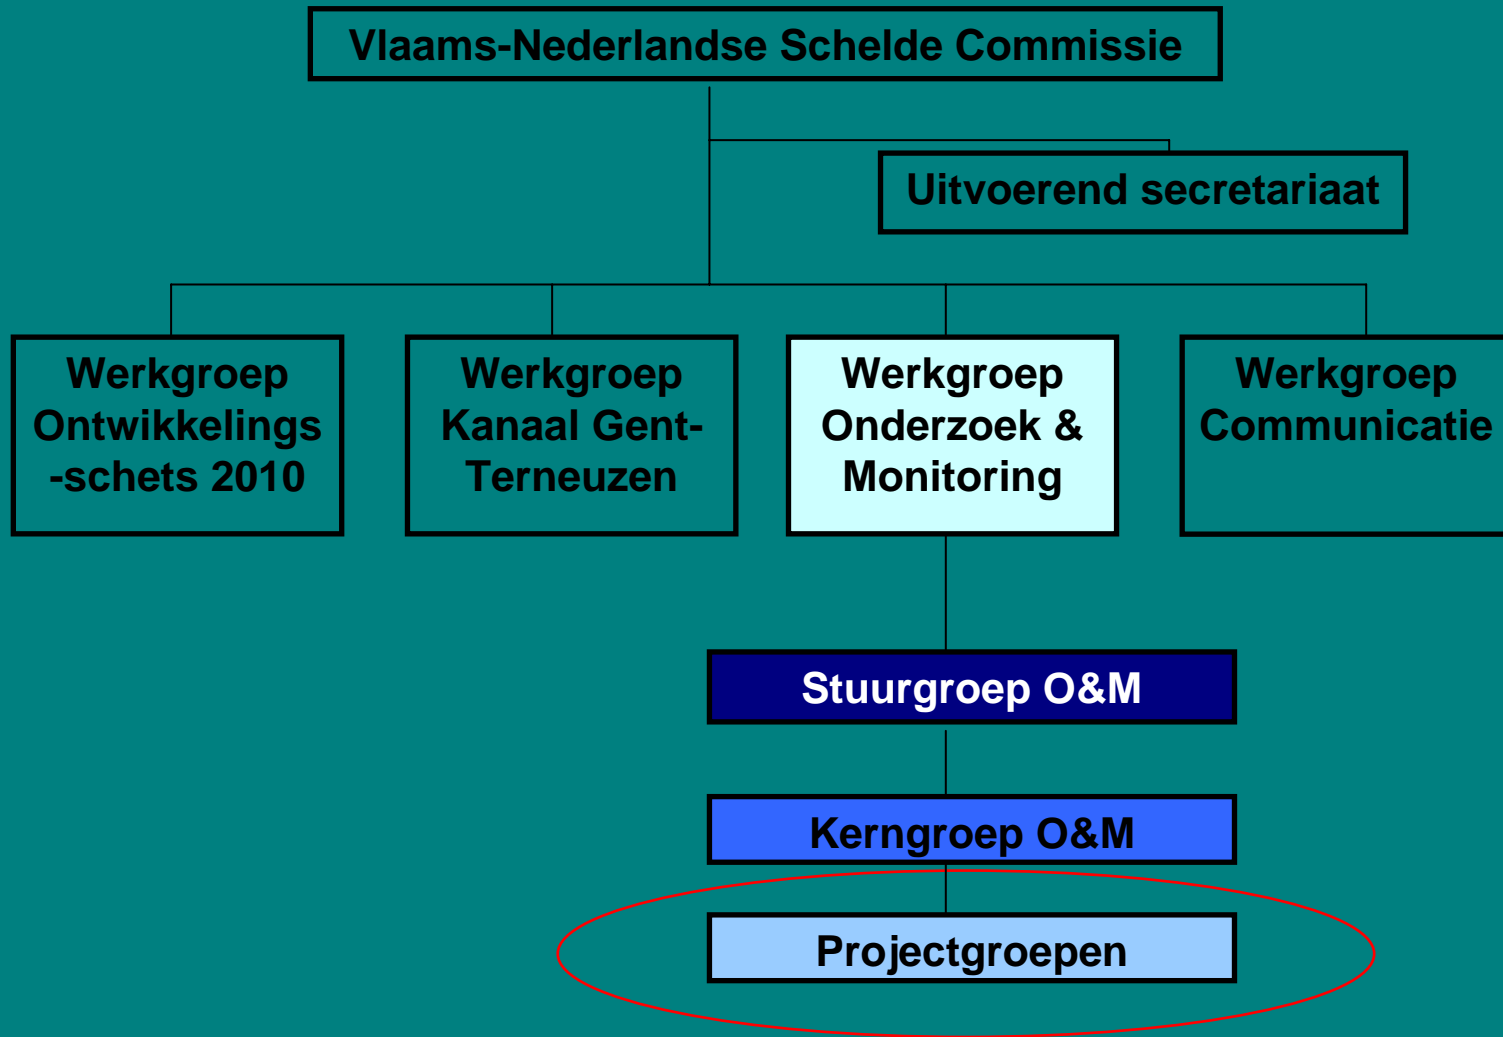 Vlaams-Nederlandse Schelde Commissie
Uitvoerend secretariaat
Werkgroep
Ontwikkelings
-schets 2010
Werkgroep
Kanaal Gent-
Terneuzen
Werkgroep
Onderzoek &
Monitoring
Werkgroep
Communicatie
Stuurgroep O&M
Kerngroep O&M
Projectgroepen